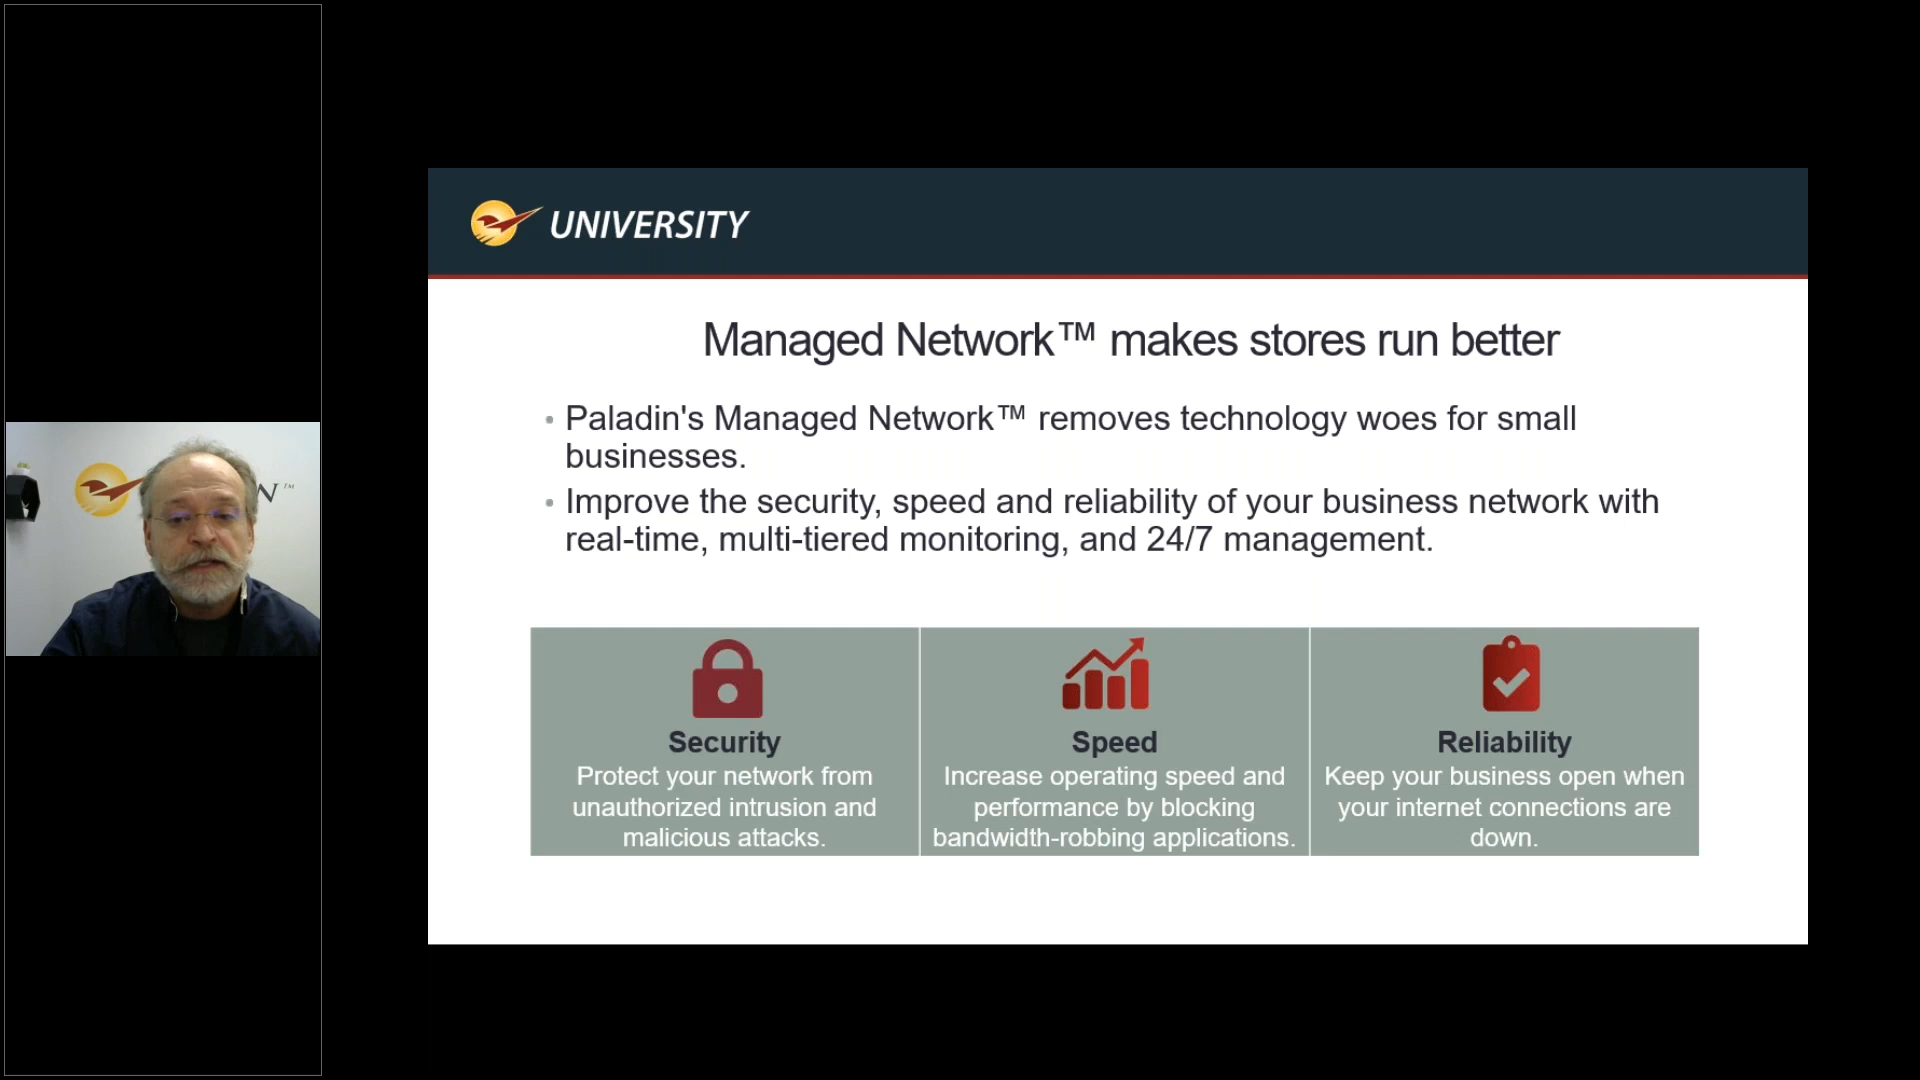 UNIVERSITY
Managed Network™ makes stores run better
Paladin's Managed Network™ removes technology woes for small
businesses.
Improve the security, speed and reliability of your business network with
real-time, multi-tiered monitoring, and 24/7 management.
Security
Protect your network from
unauthorized intrusion and
malicious attacks.
Speed
Increase operating speed and
performance by blocking
bandwidth-robbing applications.
Reliability
Keep your business open when
your internet connections are
down.
N™